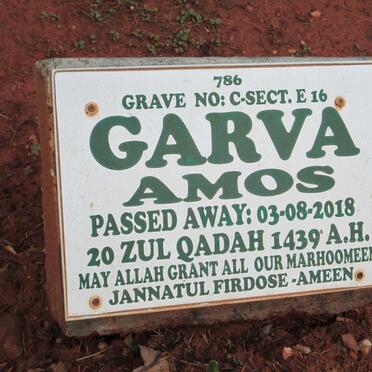 786
GRAVE NO: C-SECT. E 16
GARVA
AMOS
PASSED AWAY: 03-08-2018
20 ZUL QADAH 1439 A.H.
MAY ALLAH GRANT ALL OUR MARHOOMEEN
JANNATUL FIRDOSE -AMEEN